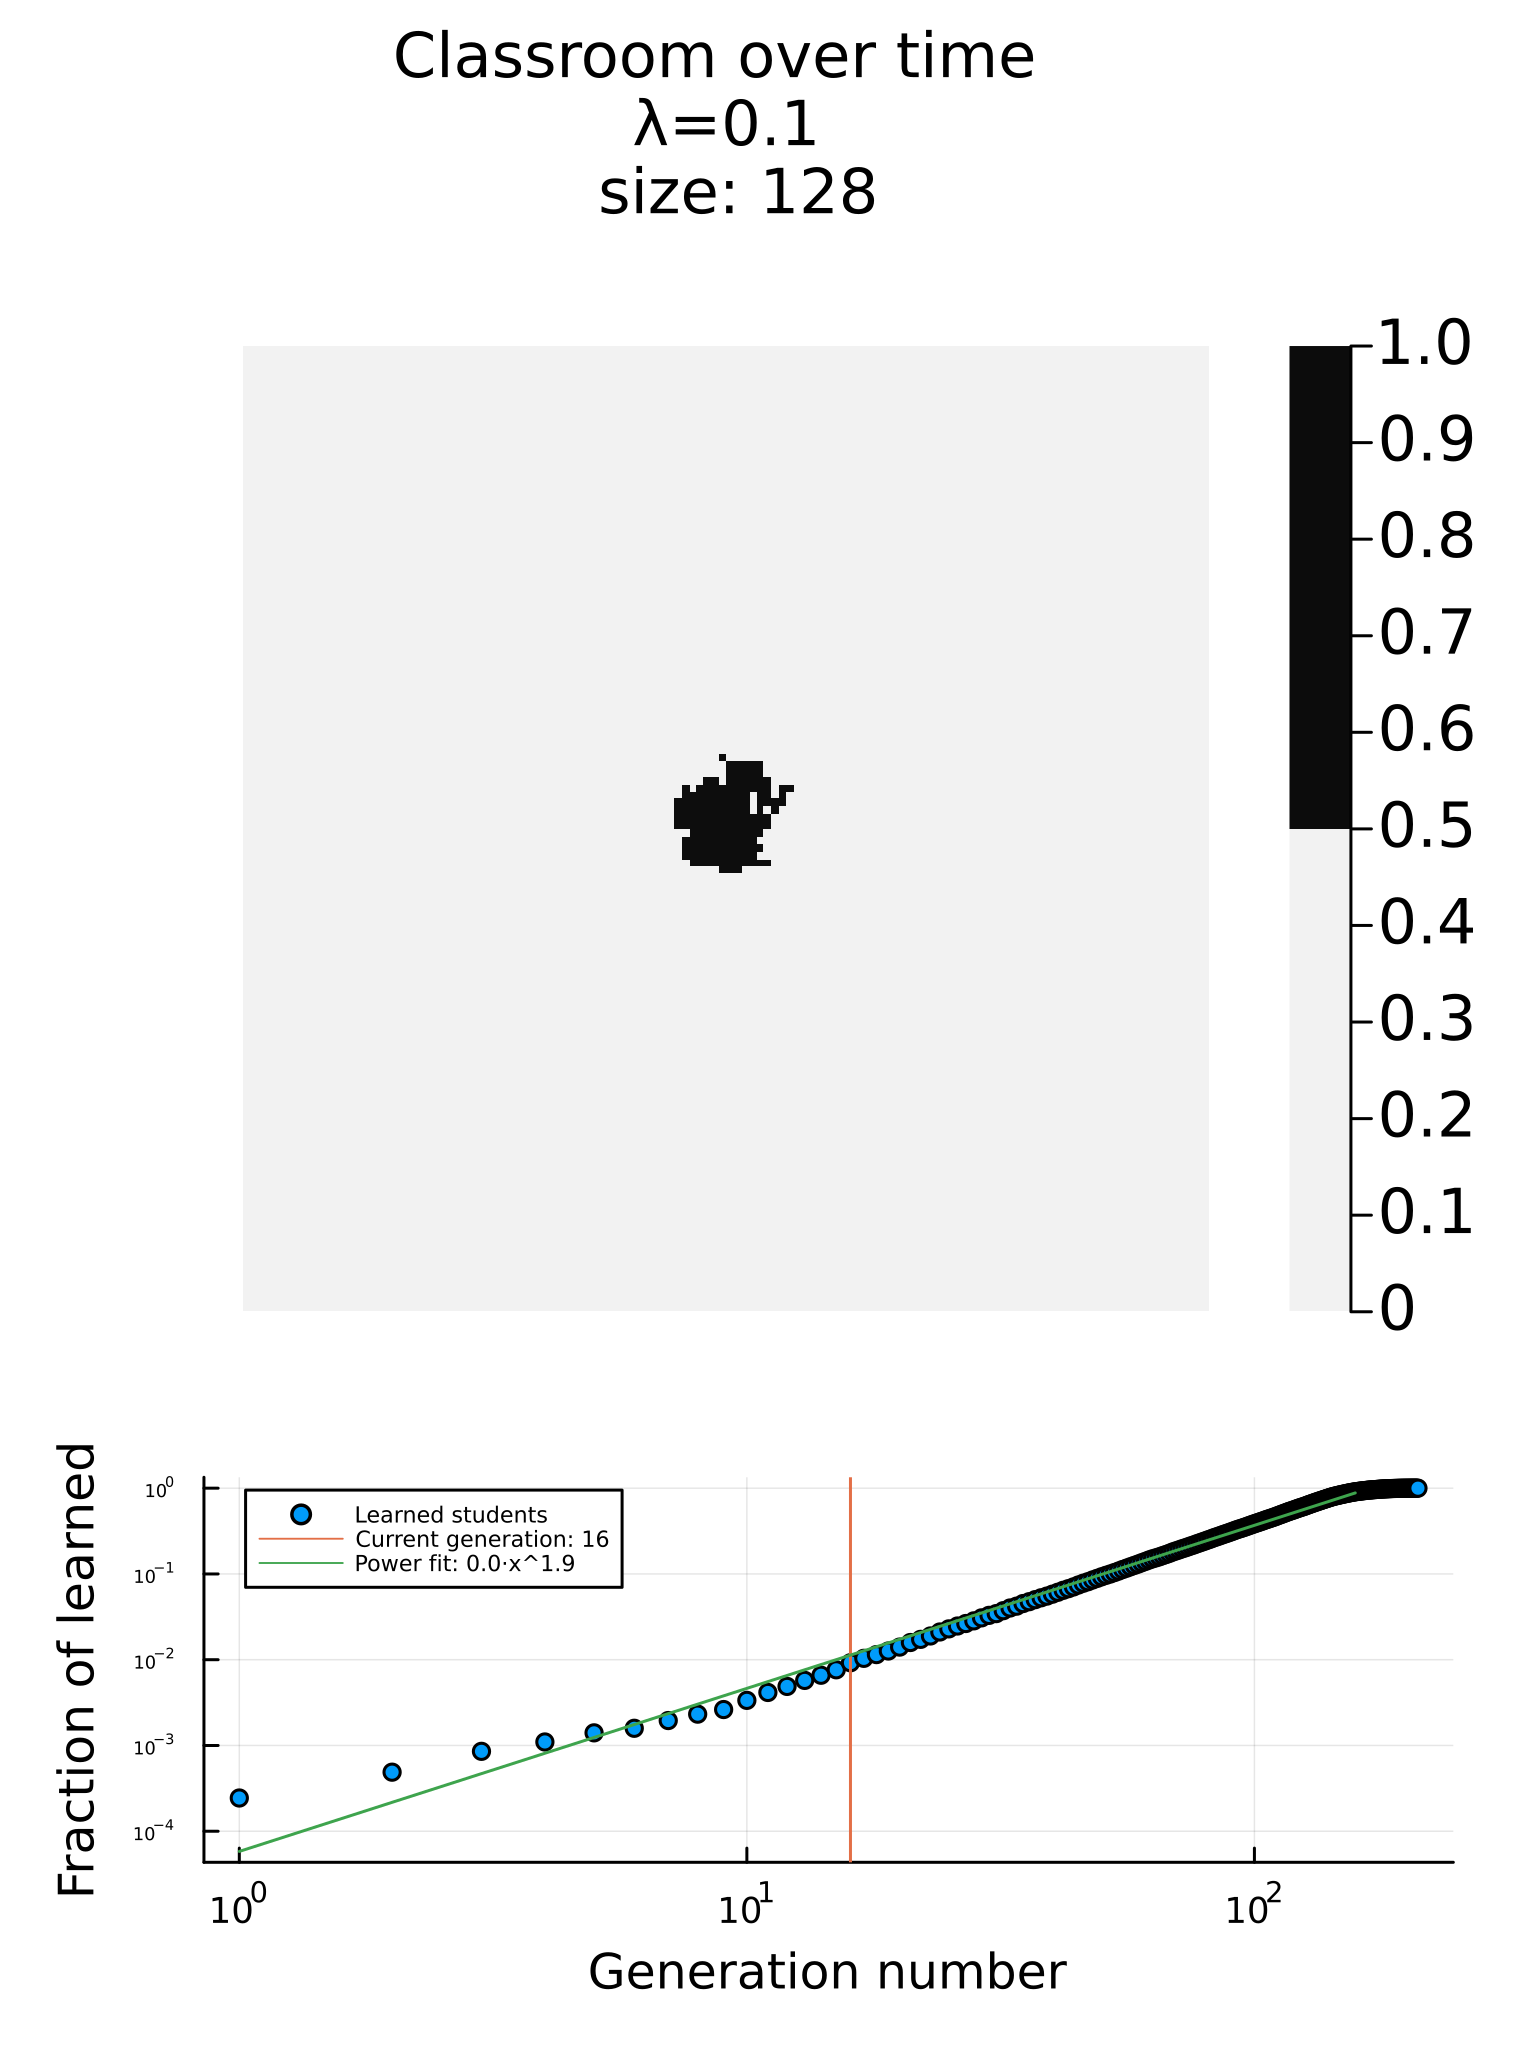 Classroom over time
λ=0.1
size: 128
1.0
0.9
0.8
0.7
0.6
0.5
0.4
0.3
0.2
0.1
0
Fraction of learned
10^0
10^-1
10^-2
10^-3
10^-4
Learned students
Current generation: 16
Power fit: 0.0·x^1.9
10^0
10^1
10^2
Generation number